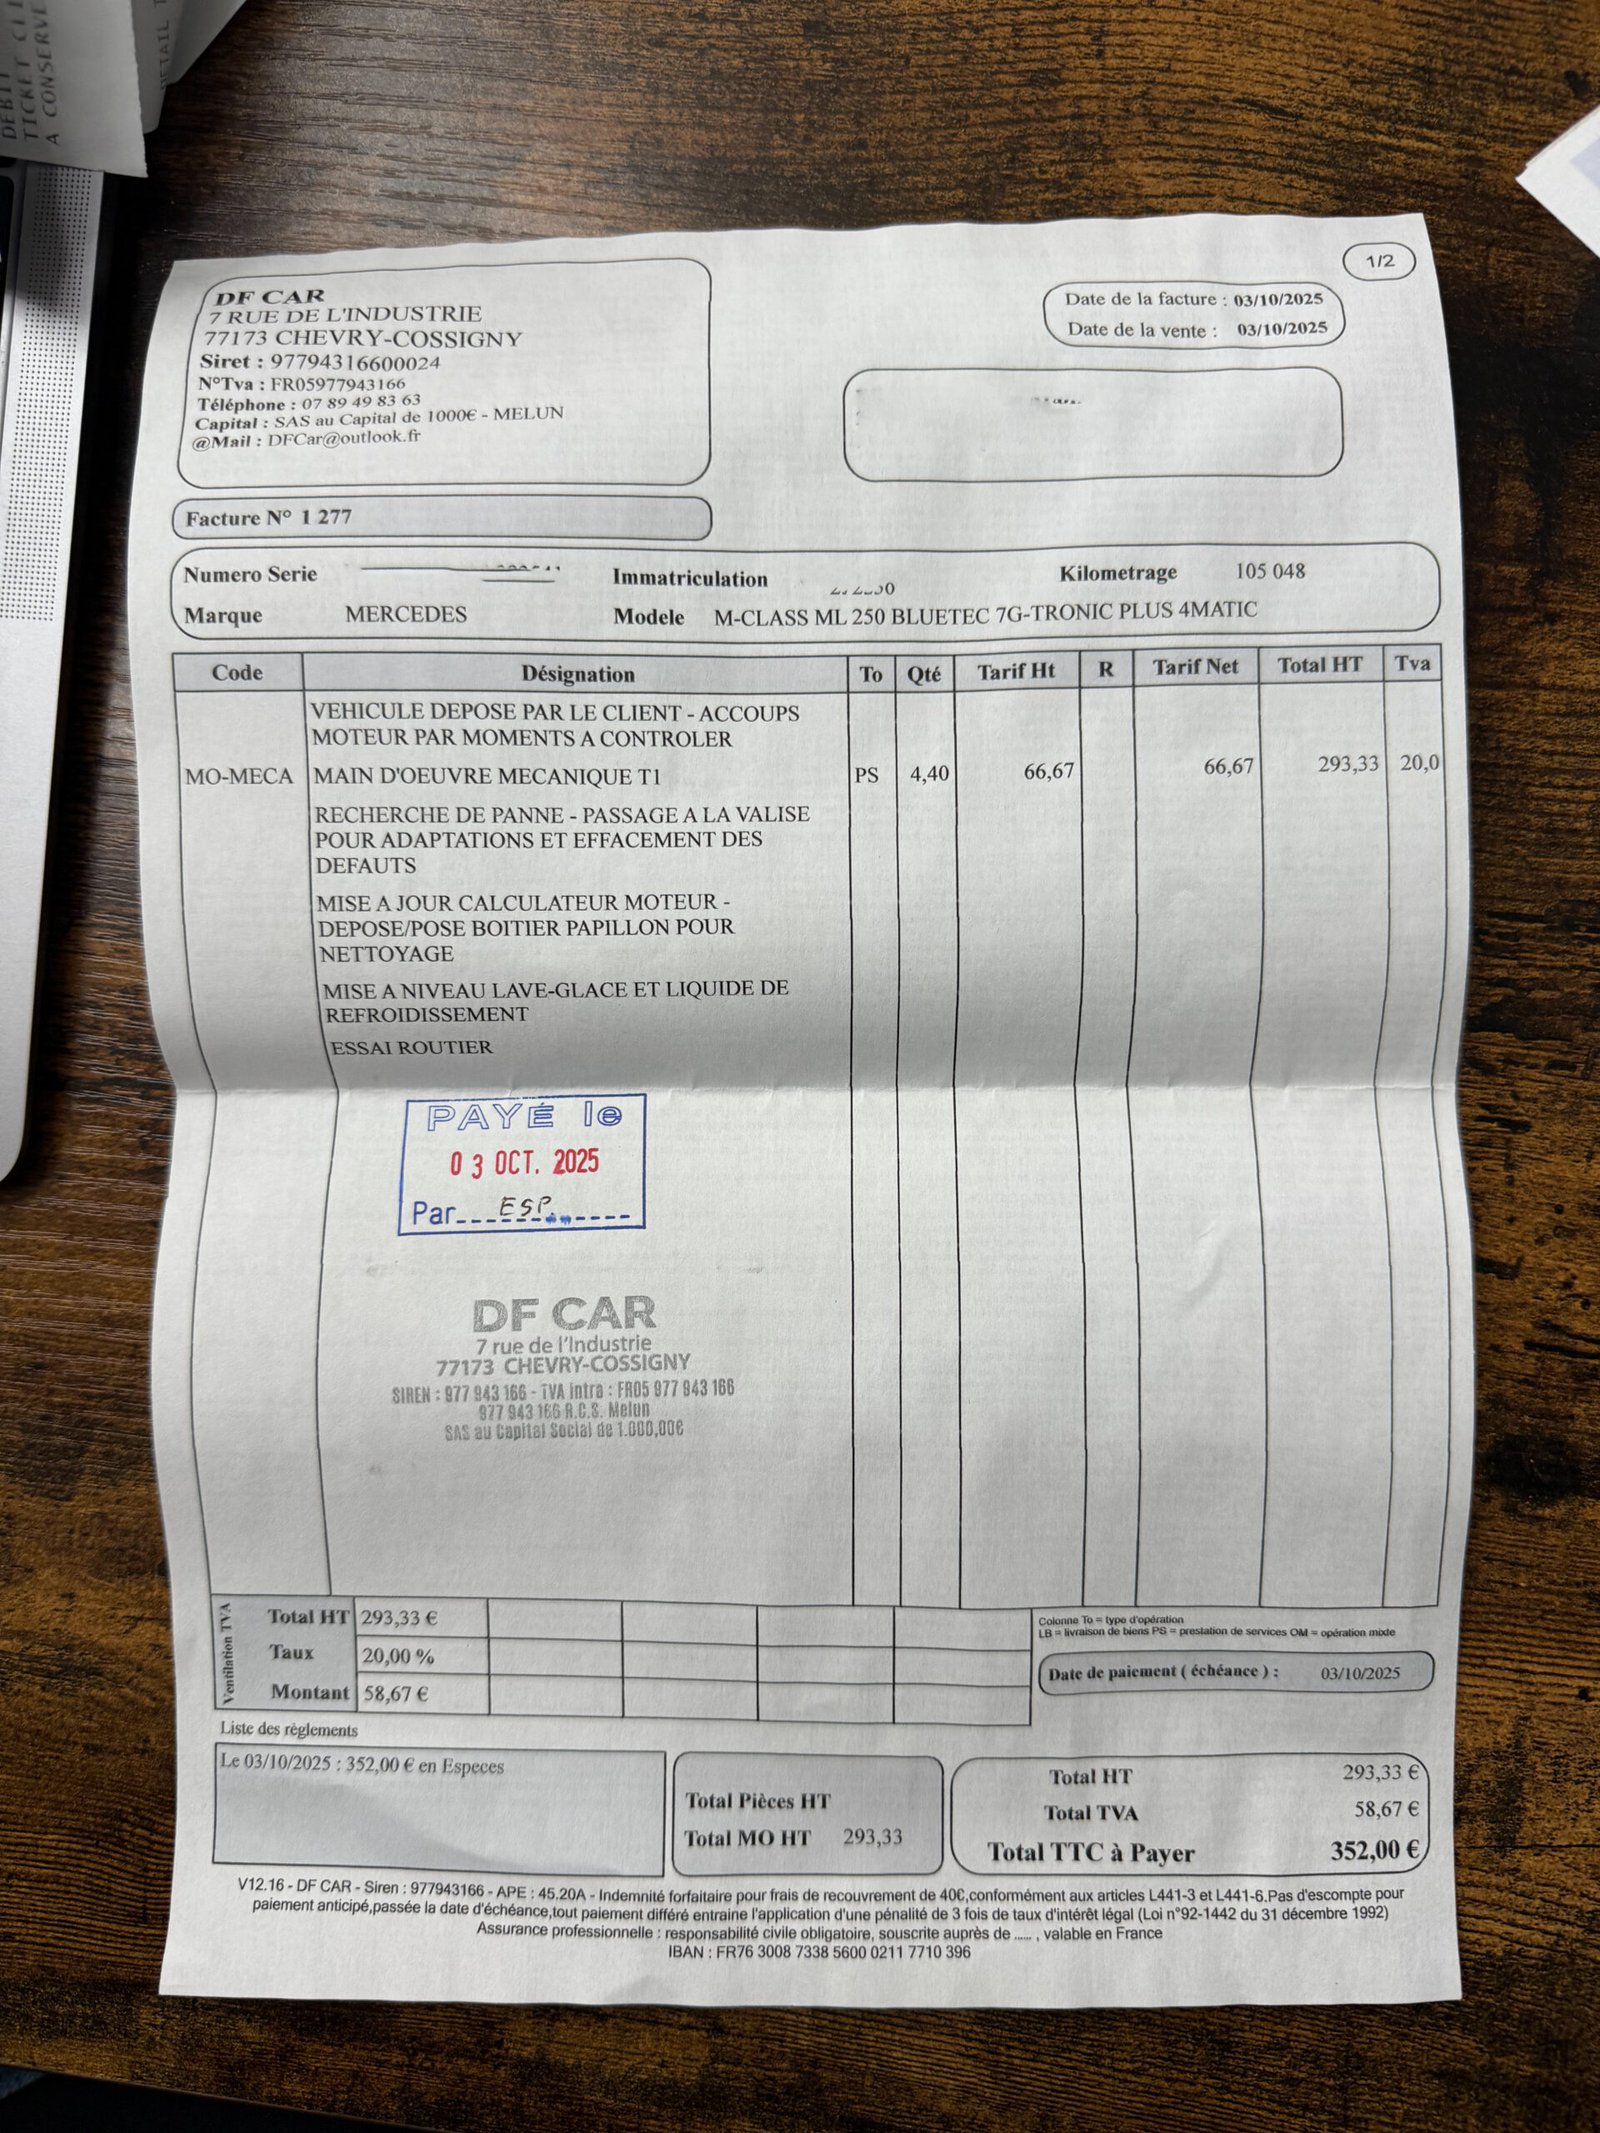 DEBIT
TICKET CLI
A CONSERVE
DETAIL T
1/2
DF CAR
7 RUE DE L'INDUSTRIE
77173 CHEVRY-COSSIGNY
Siret : 97794316600024
N°Tva : FR05977943166
Téléphone : 07 89 49 83 63
Capital : SAS au Capital de 1000€ - MELUN
@Mail : DFCar@outlook.fr
Date de la facture : 03/10/2025
Date de la vente : 03/10/2025
Facture N° 1 277
Numero Serie Immatriculation Kilometrage 105 048
Marque MERCEDES Modele M-CLASS ML 250 BLUETEC 7G-TRONIC PLUS 4MATIC
Code Désignation To Qté Tarif Ht R Tarif Net Total HT Tva
VEHICULE DEPOSE PAR LE CLIENT - ACCOUPS
MOTEUR PAR MOMENTS A CONTROLER
MO-MECA MAIN D'OEUVRE MECANIQUE T1 PS 4,40 66,67 66,67 293,33 20,0
RECHERCHE DE PANNE - PASSAGE A LA VALISE
POUR ADAPTATIONS ET EFFACEMENT DES
DEFAUTS
MISE A JOUR CALCULATEUR MOTEUR -
DEPOSE/POSE BOITIER PAPILLON POUR
NETTOYAGE
MISE A NIVEAU LAVE-GLACE ET LIQUIDE DE
REFROIDISSEMENT
ESSAI ROUTIER
PAYÉ le
03 OCT. 2025
Par ESP.
DF CAR
7 rue de l'Industrie
77173 CHEVRY-COSSIGNY
SIREN : 977 943 166 - TVA intra : FR05 977 943 166
977 943 166 R.C.S. Melun
SAS au Capital Social de 1.000,00€
Ventilation TVA
Total HT 293,33 €
Taux 20,00 %
Montant 58,67 €
Colonne To = type d'opération
LB = livraison de biens PS = prestation de services OM = opération mixte
Date de paiement ( échéance ) : 03/10/2025
Liste des règlements
Le 03/10/2025 : 352,00 € en Especes
Total Pièces HT
Total MO HT 293,33
Total HT 293,33 €
Total TVA 58,67 €
Total TTC à Payer 352,00 €
V12.16 - DF CAR - Siren : 977943166 - APE : 45.20A - Indemnité forfaitaire pour frais de recouvrement de 40€,conformément aux articles L441-3 et L441-6.Pas d'escompte pour
paiement anticipé,passée la date d'échéance,tout paiement différé entraine l'application d'une pénalité de 3 fois de taux d'intérêt légal (Loi n°92-1442 du 31 décembre 1992)
Assurance professionnelle : responsabilité civile obligatoire, souscrite auprès de ...... , valable en France
IBAN : FR76 3008 7338 5600 0211 7710 396